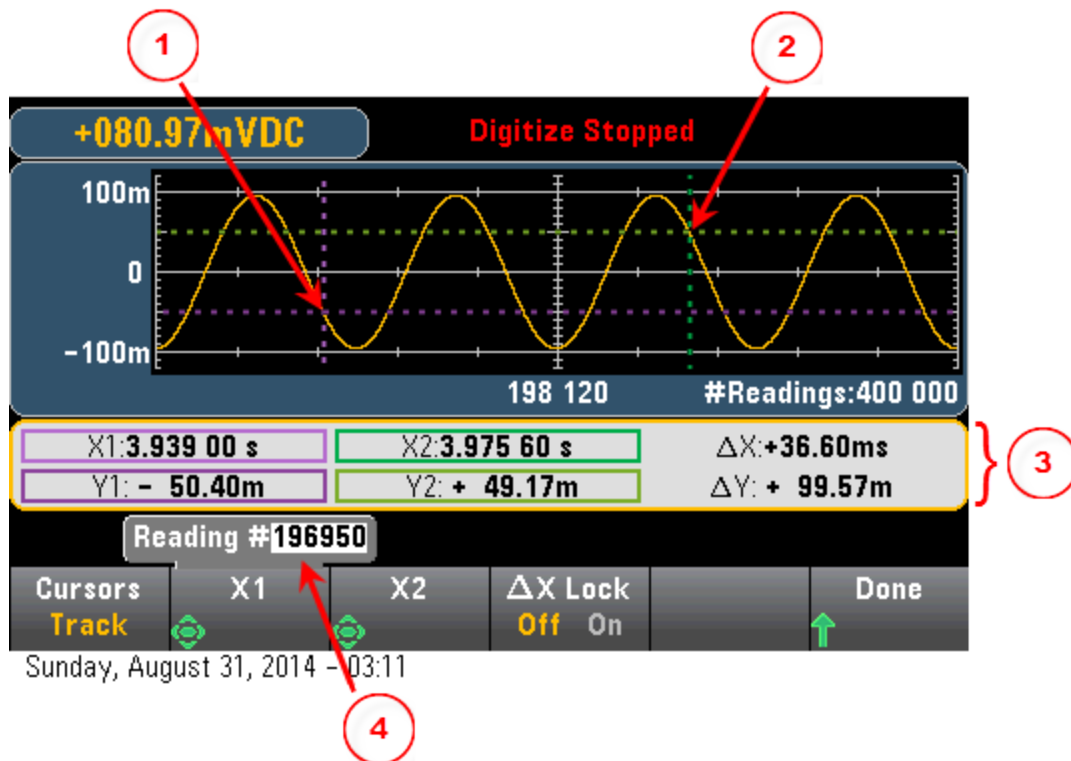 1
2
+080.97mVDC
Digitize Stopped
100m
0
-100m
198 120
#Readings:400 000
X1:3.939 00 s
X2:3.975 60 s
ΔX:+36.60ms
Y1: - 50.40m
Y2: + 49.17m
ΔY: + 99.57m
3
Reading #196950
Cursors
X1
X2
ΔX Lock
Done
Track
Off On
Sunday, August 31, 2014 - 03:11
4